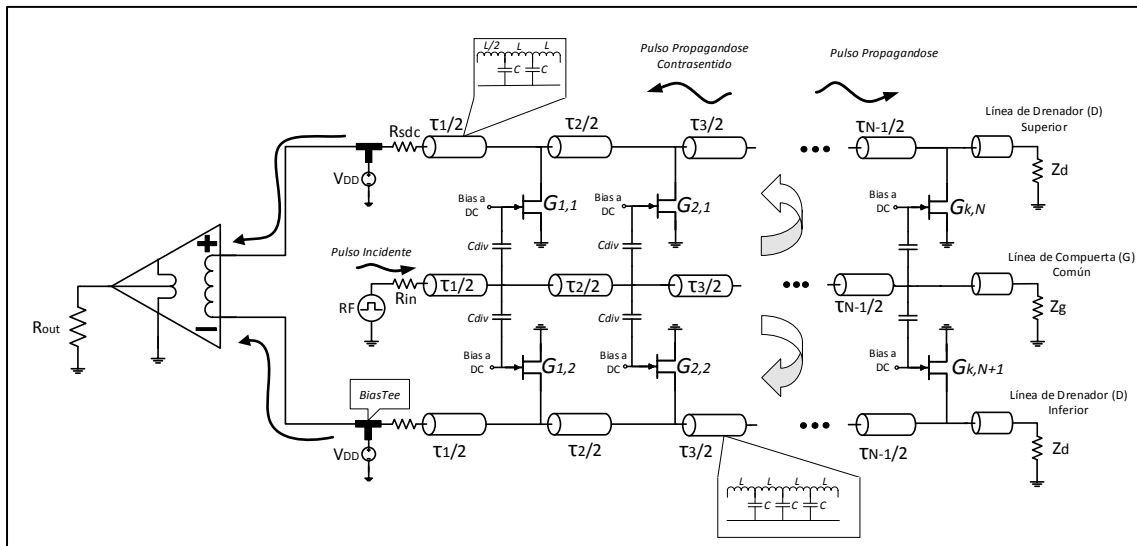 L/2 L L
C C
Pulso Propagandose
Contrasentido
Pulso Propagandose
Línea de Drenador (D)
Superior
Rsdc
τ1/2
τ2/2
τ3/2
τN-1/2
VDD
Zd
Bias a
DC
G1,1
Bias a
DC
G2,1
Bias a
DC
Gk,N
Cdiv
Cdiv
Pulso Incidente
Línea de Compuerta (G)
Común
+
−
Rout
RF
Rin
τ1/2
τ2/2
τ3/2
τN-1/2
Zg
Cdiv
Cdiv
Bias a
DC
G1,2
Bias a
DC
G2,2
Bias a
DC
Gk,N+1
BiasTee
Línea de Drenador (D)
Inferior
VDD
τ1/2
τ2/2
τ3/2
τN-1/2
Zd
L L L L
C C C